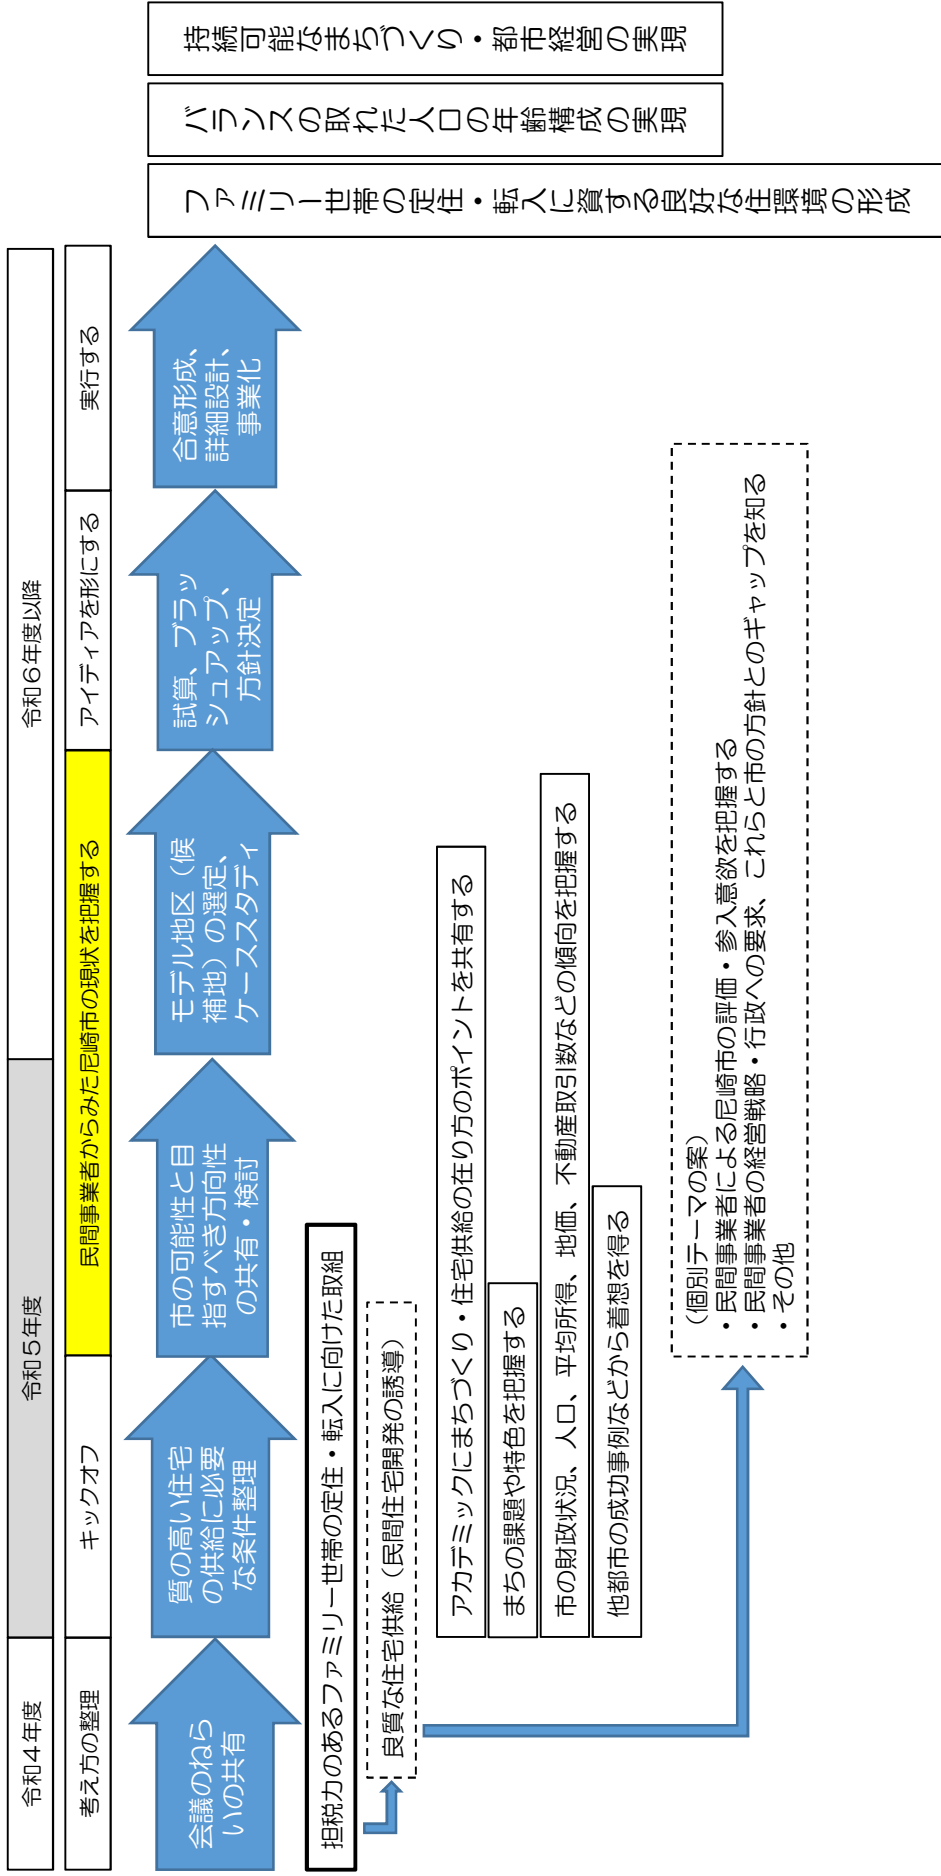 令和４年度
令和５年度
令和６年度以降
考え方の整理
キックオフ
民間事業者からみた尼崎市の現状を把握する
アイディアを形にする
実行する
会議のねら
いの共有
質の高い住宅
の供給に必要
な条件整理
市の可能性と目
指すべき方向性
の共有・検討
モデル地区（候
補地）の選定、
ケーススタディ
試算、ブラッ
シュアップ、
方針決定
合意形成、
詳細設計、
事業化
担税力のあるファミリー世帯の定住・転入に向けた取組
良質な住宅供給（民間住宅開発の誘導）
アカデミックにまちづくり・住宅供給の在り方のポイントを共有する
まちの課題や特色を把握する
市の財政状況、人口、平均所得、地価、不動産取引数などの傾向を把握する
他都市の成功事例などから着想を得る
（個別テーマの案）
・民間事業者による尼崎市の評価・参入意欲を把握する
・民間事業者の経営戦略・行政への要求、これらと市の方針とのギャップを知る
・その他
持続可能なまちづくり・都市経営の実現
バランスの取れた人口の年齢構成の実現
ファミリー世帯の定住・転入に資する良好な住環境の形成